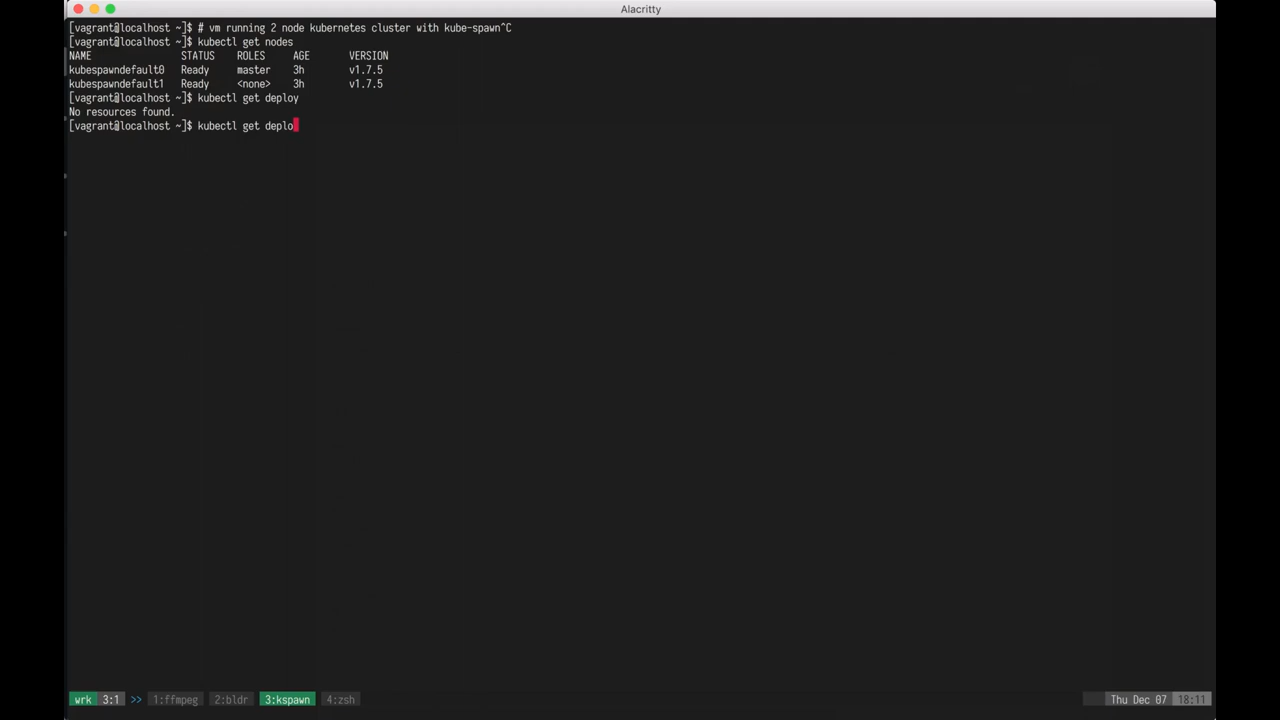 Alacritty
[vagrant@localhost ~]$ # vm running 2 node kubernetes cluster with kube-spawn^C
[vagrant@localhost ~]$ kubectl get nodes
NAME STATUS ROLES AGE VERSION
kubespawndefault0 Ready master 3h v1.7.5
kubespawndefault1 Ready <none> 3h v1.7.5
[vagrant@localhost ~]$ kubectl get deploy
No resources found.
[vagrant@localhost ~]$ kubectl get deplo
wrk 3:1 >> 1:ffmpeg 2:bldr 3:kspawn 4:zsh Thu Dec 07 18:11